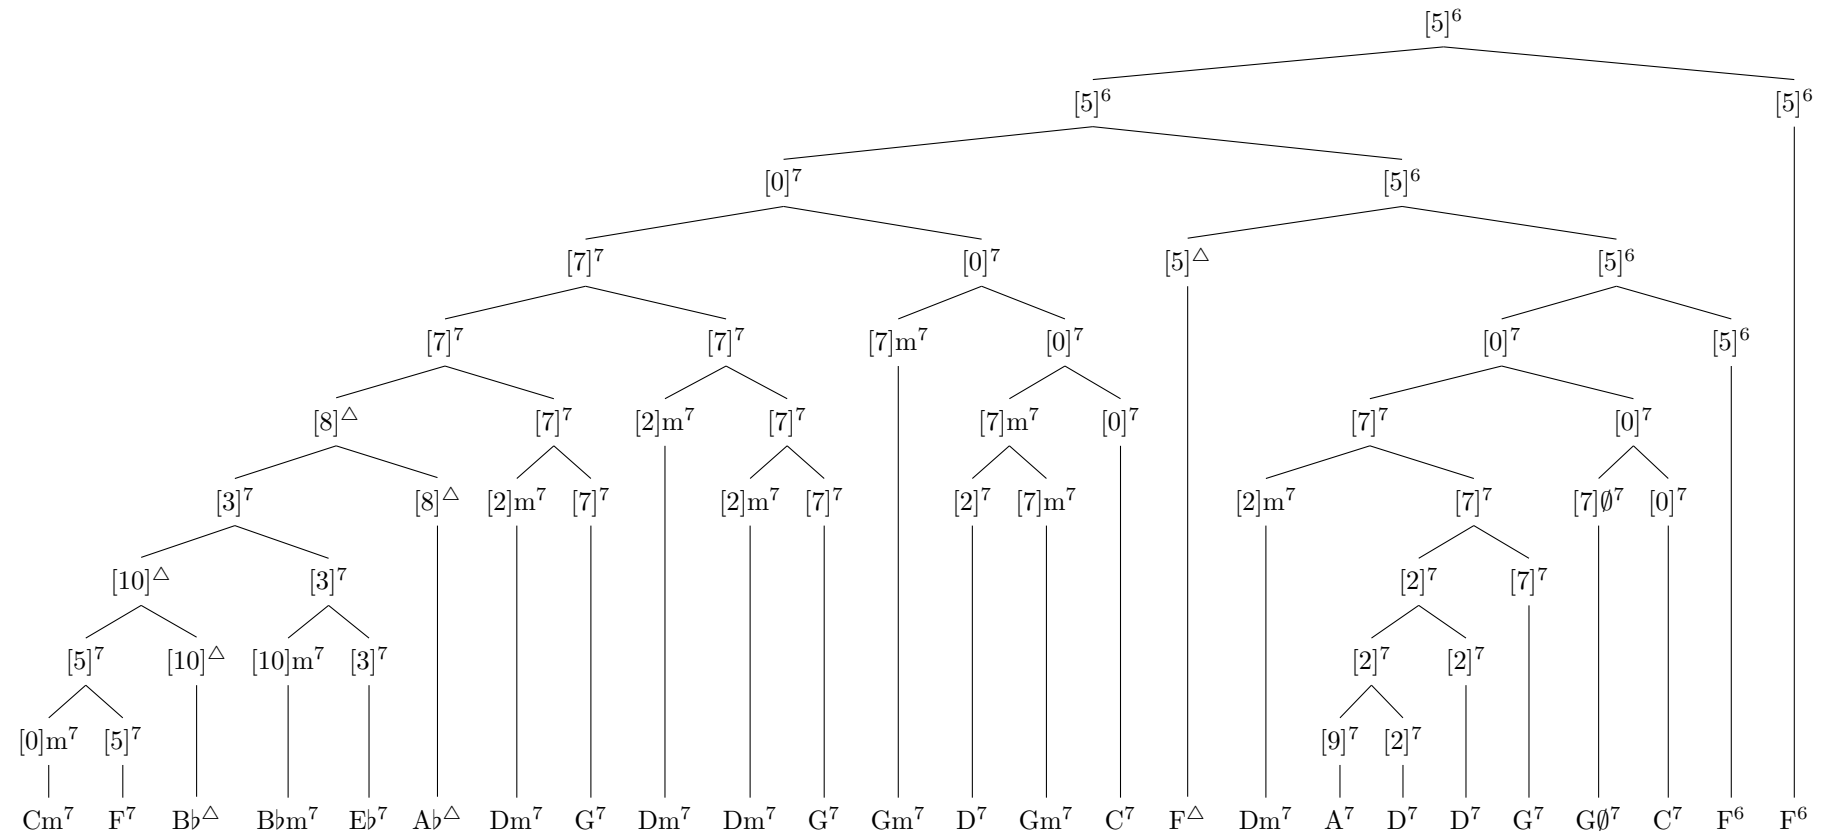 [5]⁶
[5]⁶ [5]⁶
[0]⁷ [5]⁶
[7]⁷ [0]⁷ [5]△ [5]⁶
[7]⁷ [7]⁷ [7]m⁷ [0]⁷ [0]⁷ [5]⁶
[8]△ [7]⁷ [2]m⁷ [7]⁷ [7]m⁷ [0]⁷ [7]⁷ [0]⁷
[3]⁷ [8]△ [2]m⁷ [7]⁷ [2]m⁷ [7]⁷ [2]⁷ [7]m⁷ [2]m⁷ [7]⁷ [7]∅⁷ [0]⁷
[10]△ [3]⁷ [2]⁷ [7]⁷
[5]⁷ [10]△ [10]m⁷ [3]⁷ [2]⁷ [2]⁷
[0]m⁷ [5]⁷ [9]⁷ [2]⁷
Cm⁷ F⁷ B♭△ B♭m⁷ E♭⁷ A♭△ Dm⁷ G⁷ Dm⁷ Dm⁷ G⁷ Gm⁷ D⁷ Gm⁷ C⁷ F△ Dm⁷ A⁷ D⁷ D⁷ G⁷ G∅⁷ C⁷ F⁶ F⁶